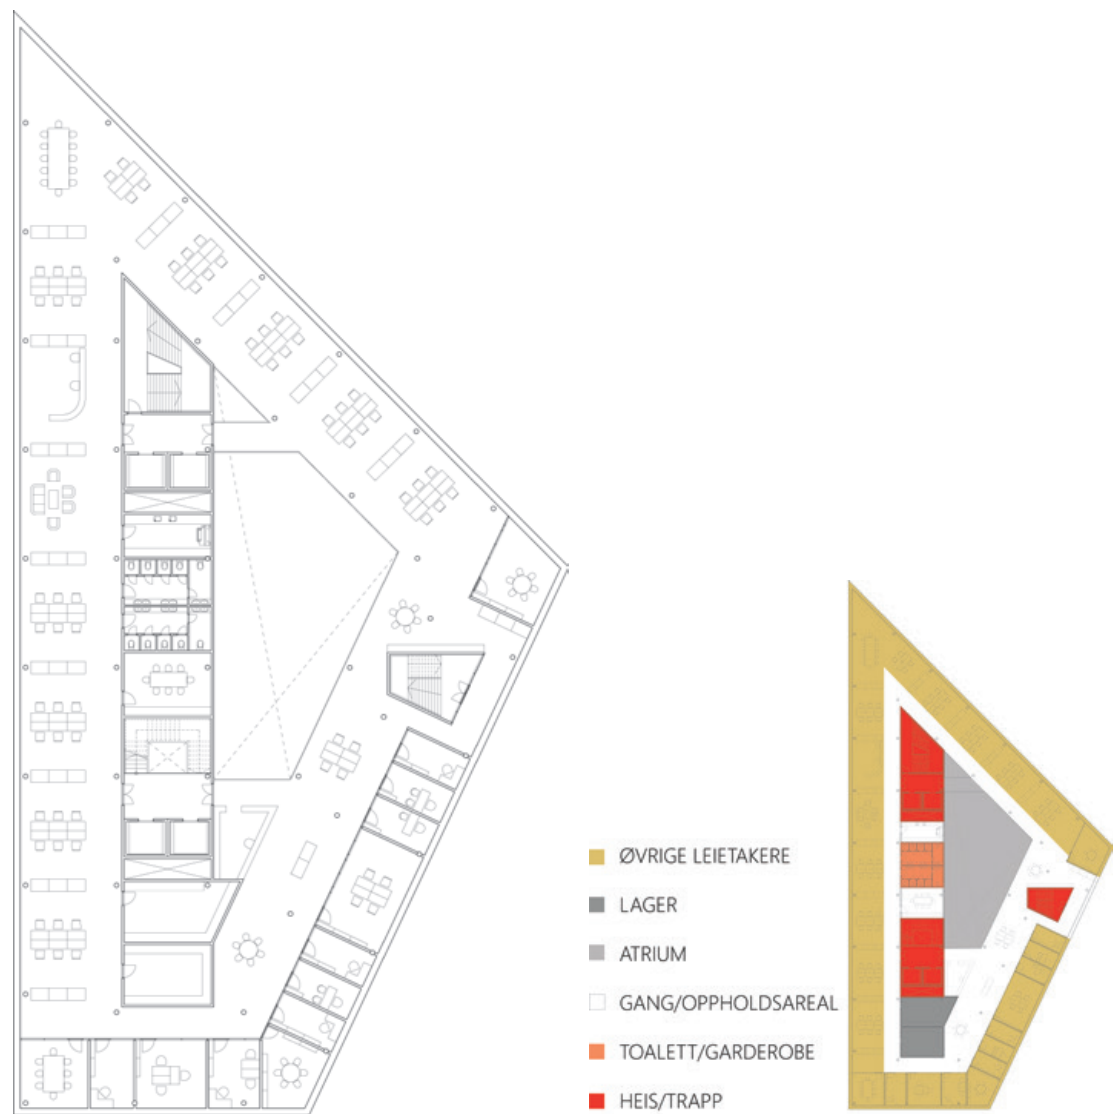 ØVRIGE LEIETAKERE
LAGER
ATRIUM
GANG/OPPHOLDSAREAL
TOALETT/GARDEROBE
HEIS/TRAPP